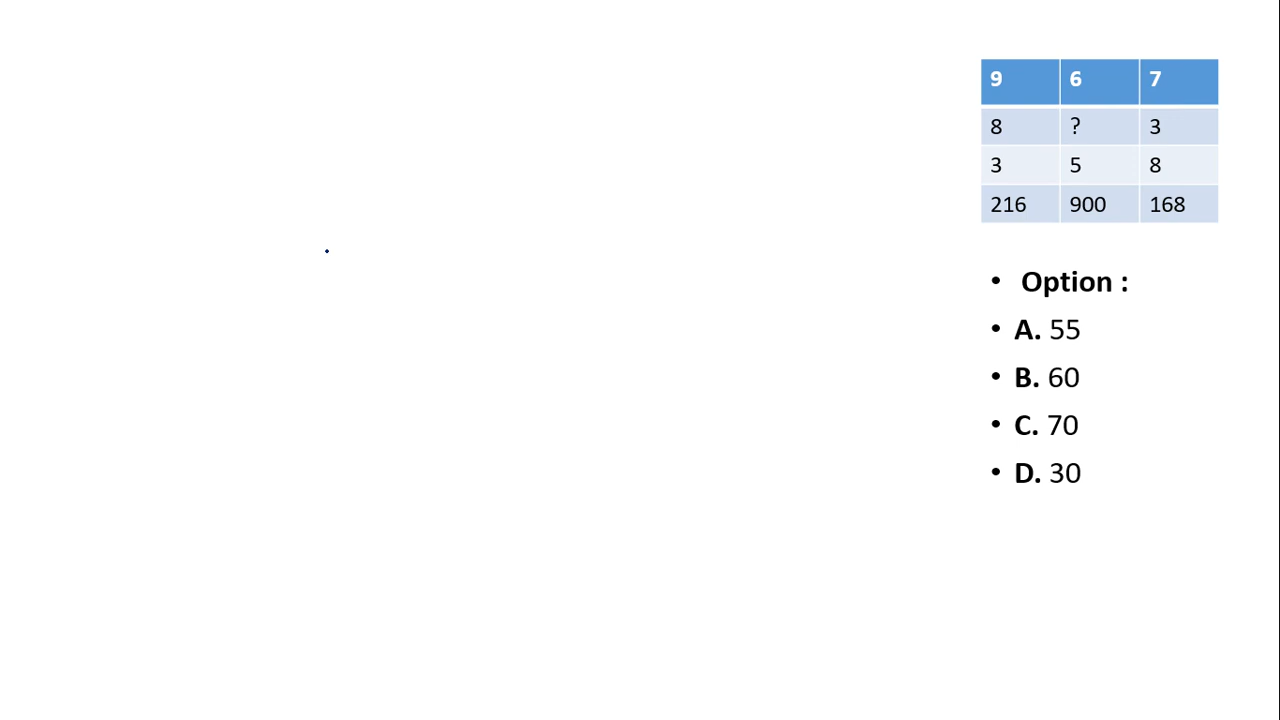 9 6 7
8 ? 3
3 5 8
216 900 168
• Option :
• A. 55
• B. 60
• C. 70
• D. 30